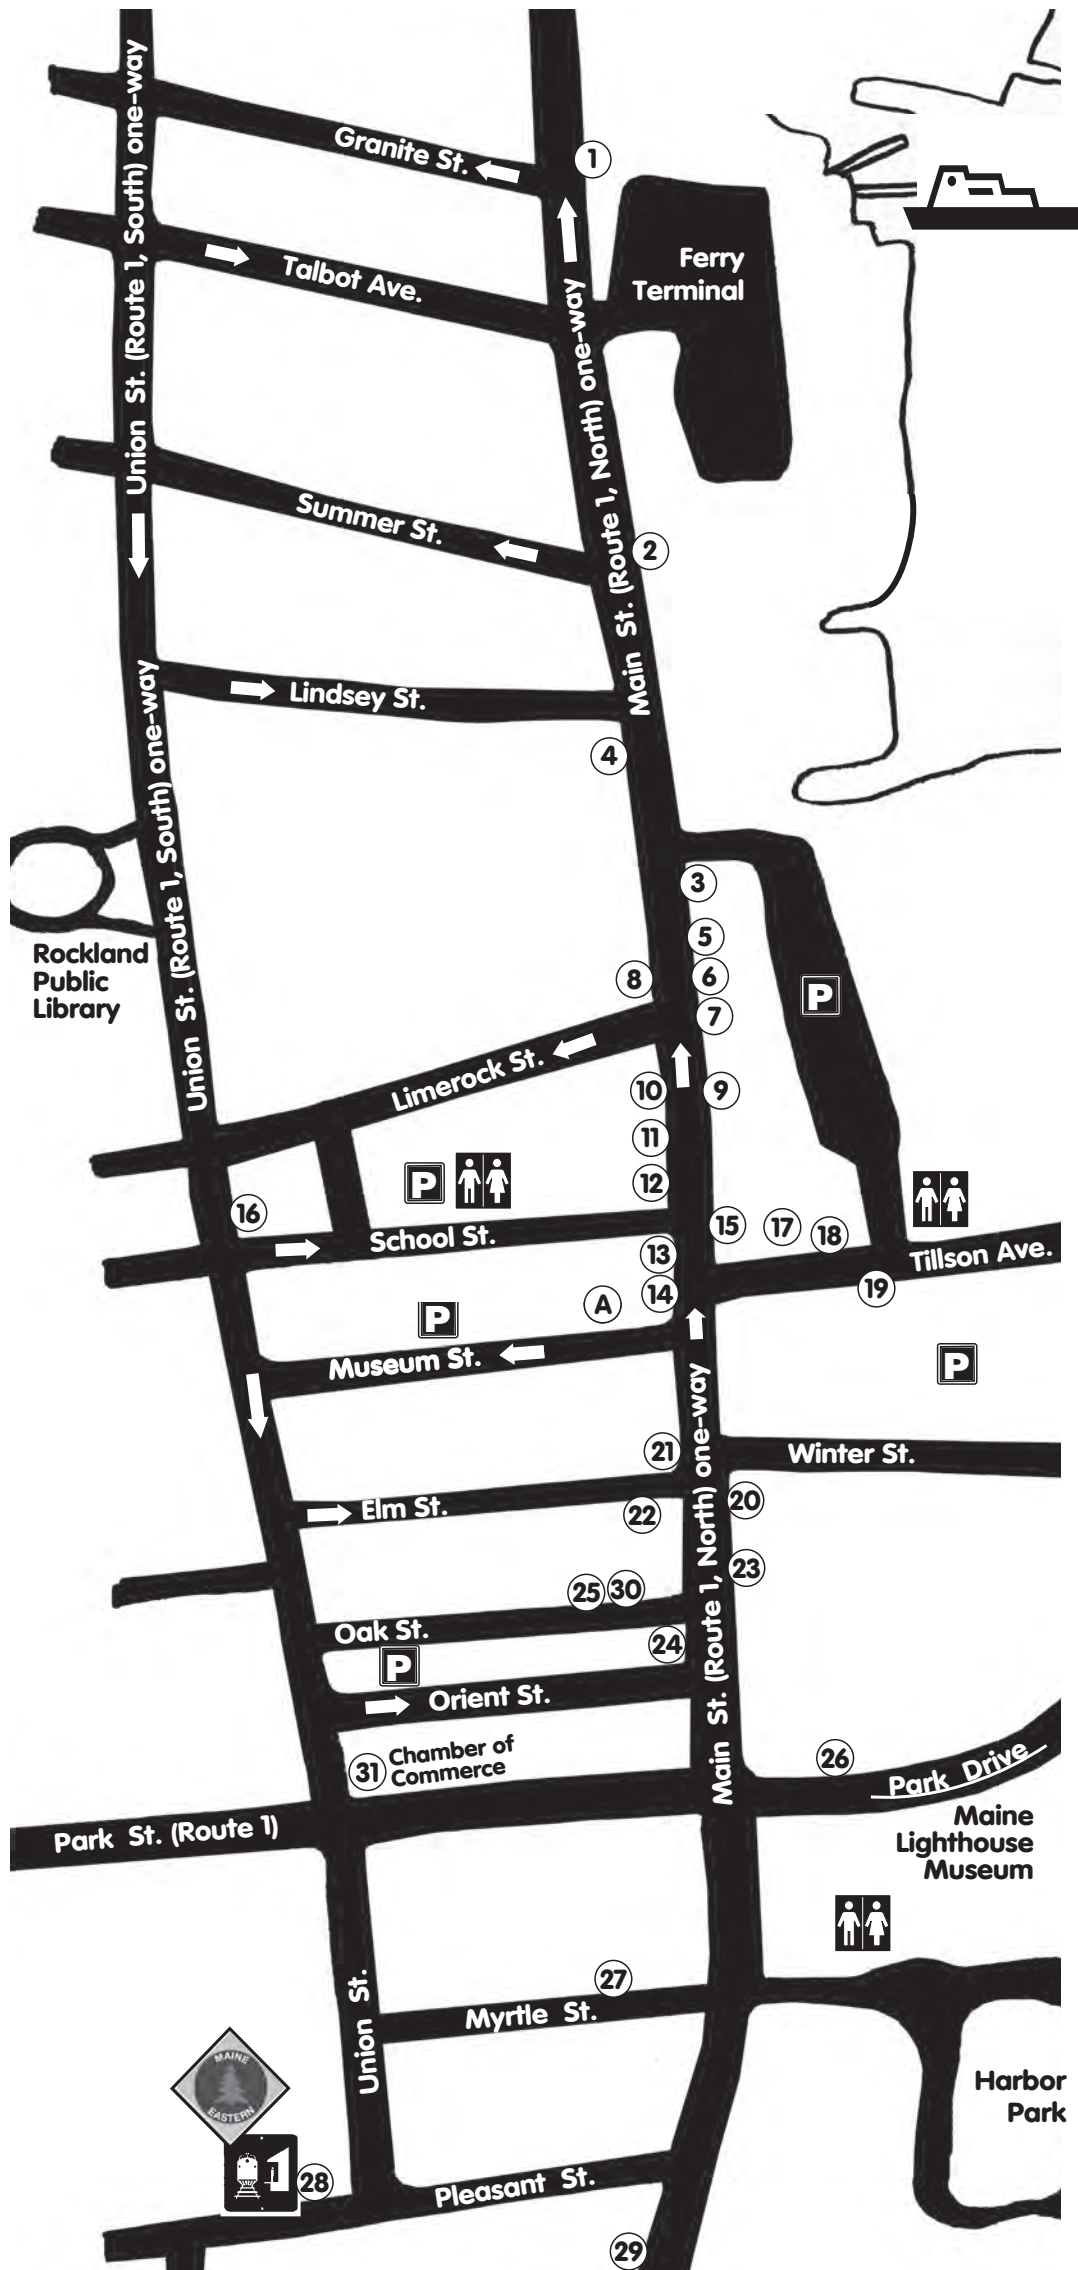 Union St. (Route 1, South) one-way
Granite St.
1
Talbot Ave.
Ferry
Terminal
Summer St.
2
Main St. (Route 1, North) one-way
Lindsey St.
4
Union St. (Route 1, South) one-way
3
5
Rockland
Public
Library
8
6
P
7
Limerock St.
10
9
11
P
12
16
15
17
18
School St.
13
Tillson Ave.
19
A
14
P
Museum St.
P
21
Winter St.
Elm St.
22
20
23
25
30
Oak St.
24
P
Main St. (Route 1, North) one-way
Orient St.
31
Chamber of
Commerce
26
Park Drive
Park St. (Route 1)
Maine
Lighthouse
Museum
27
Myrtle St.
Union St.
MAINE
EASTERN
Harbor
Park
28
Pleasant St.
29